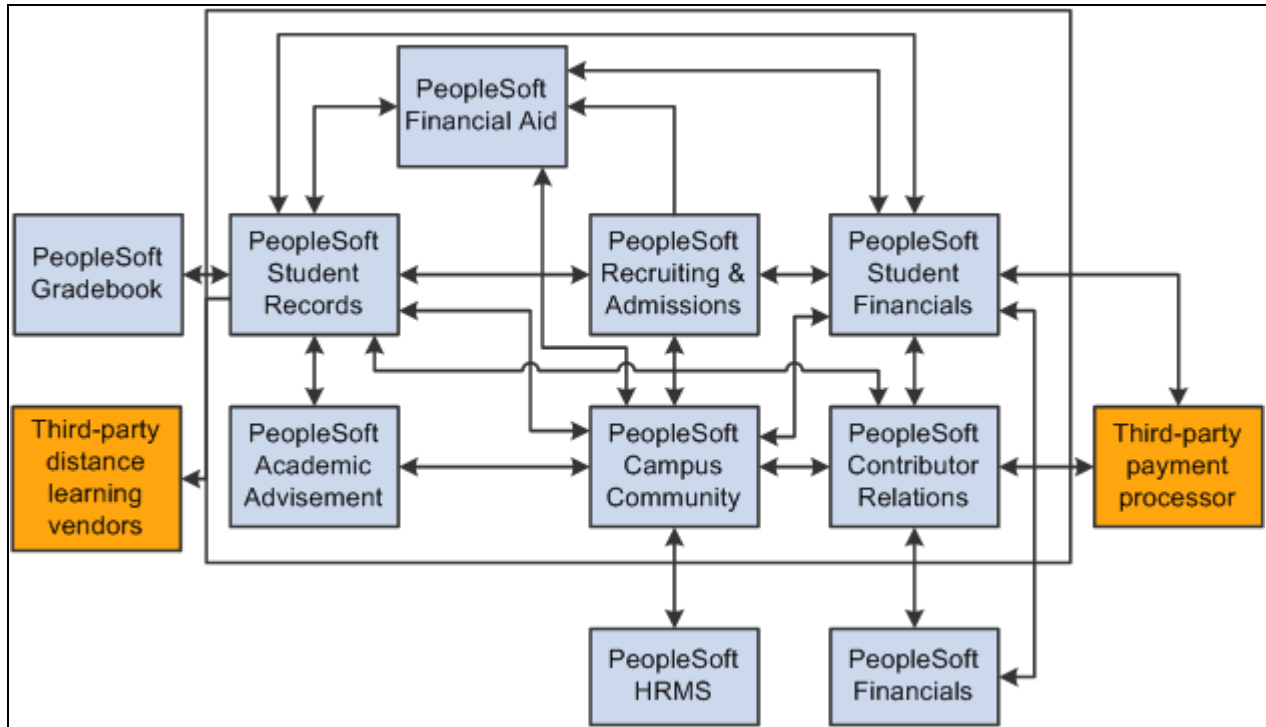 PeopleSoft
Financial Aid
PeopleSoft
Gradebook
PeopleSoft
Student
Records
PeopleSoft
Recruiting &
Admissions
PeopleSoft
Student
Financials
Third-party
distance
learning
vendors
PeopleSoft
Academic
Advisement
PeopleSoft
Campus
Community
PeopleSoft
Contributor
Relations
Third-party
payment
processor
PeopleSoft
HRMS
PeopleSoft
Financials